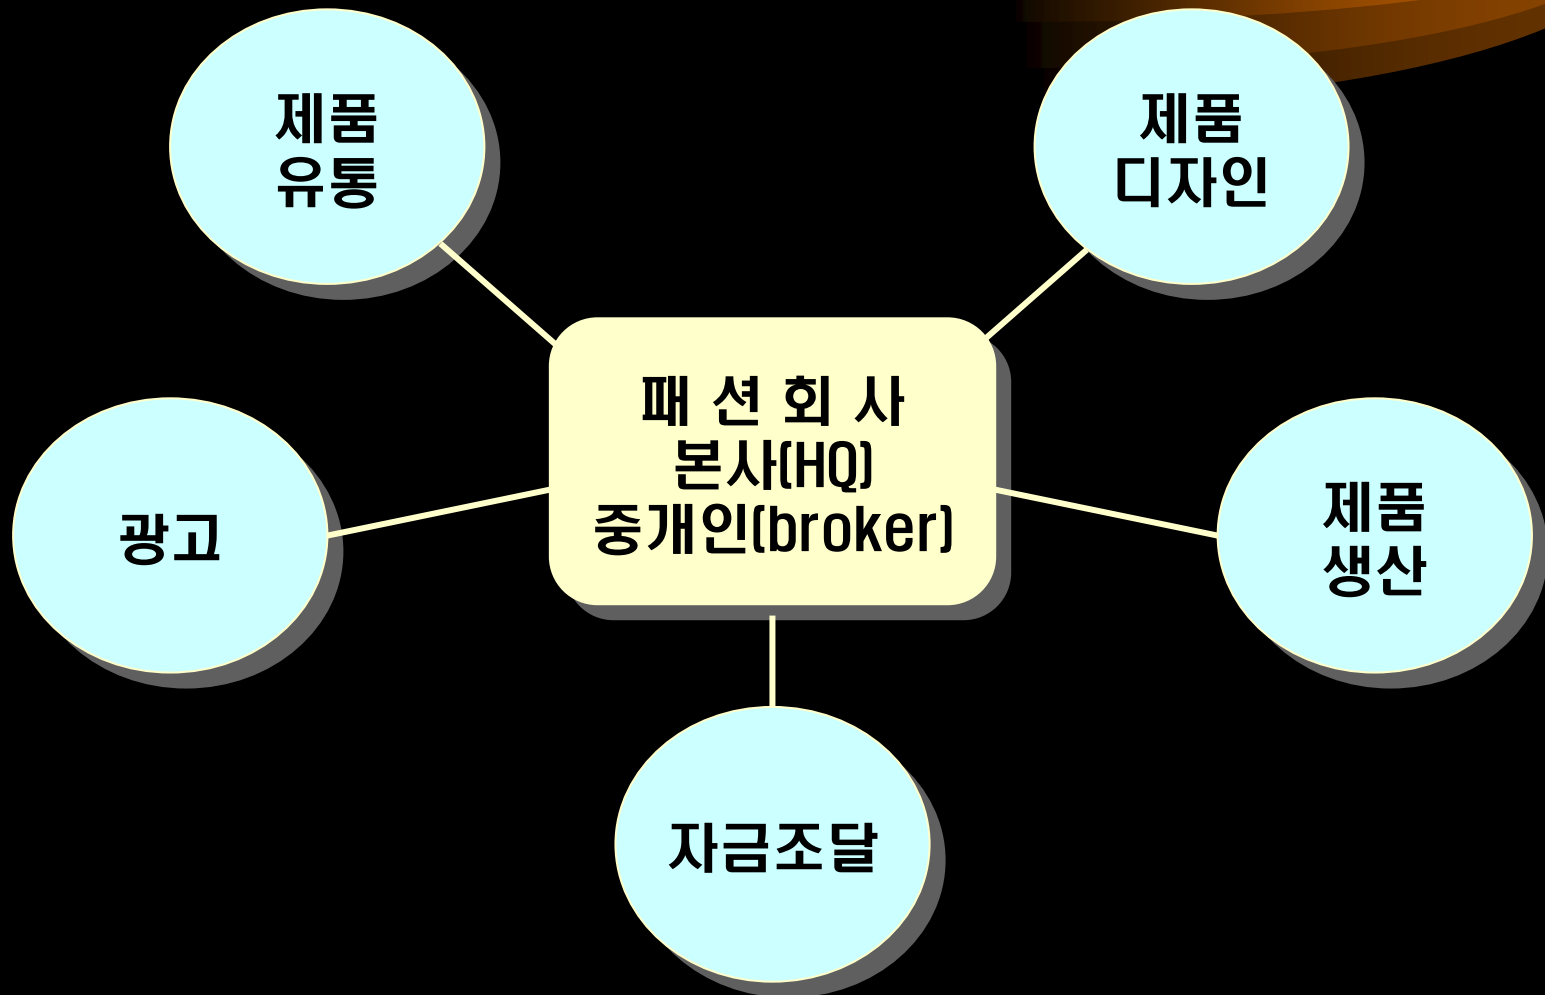 제품
유통
제품
디자인
패 션 회 사
본사(HQ)
중개인(broker)
광고
제품
생산
자금조달